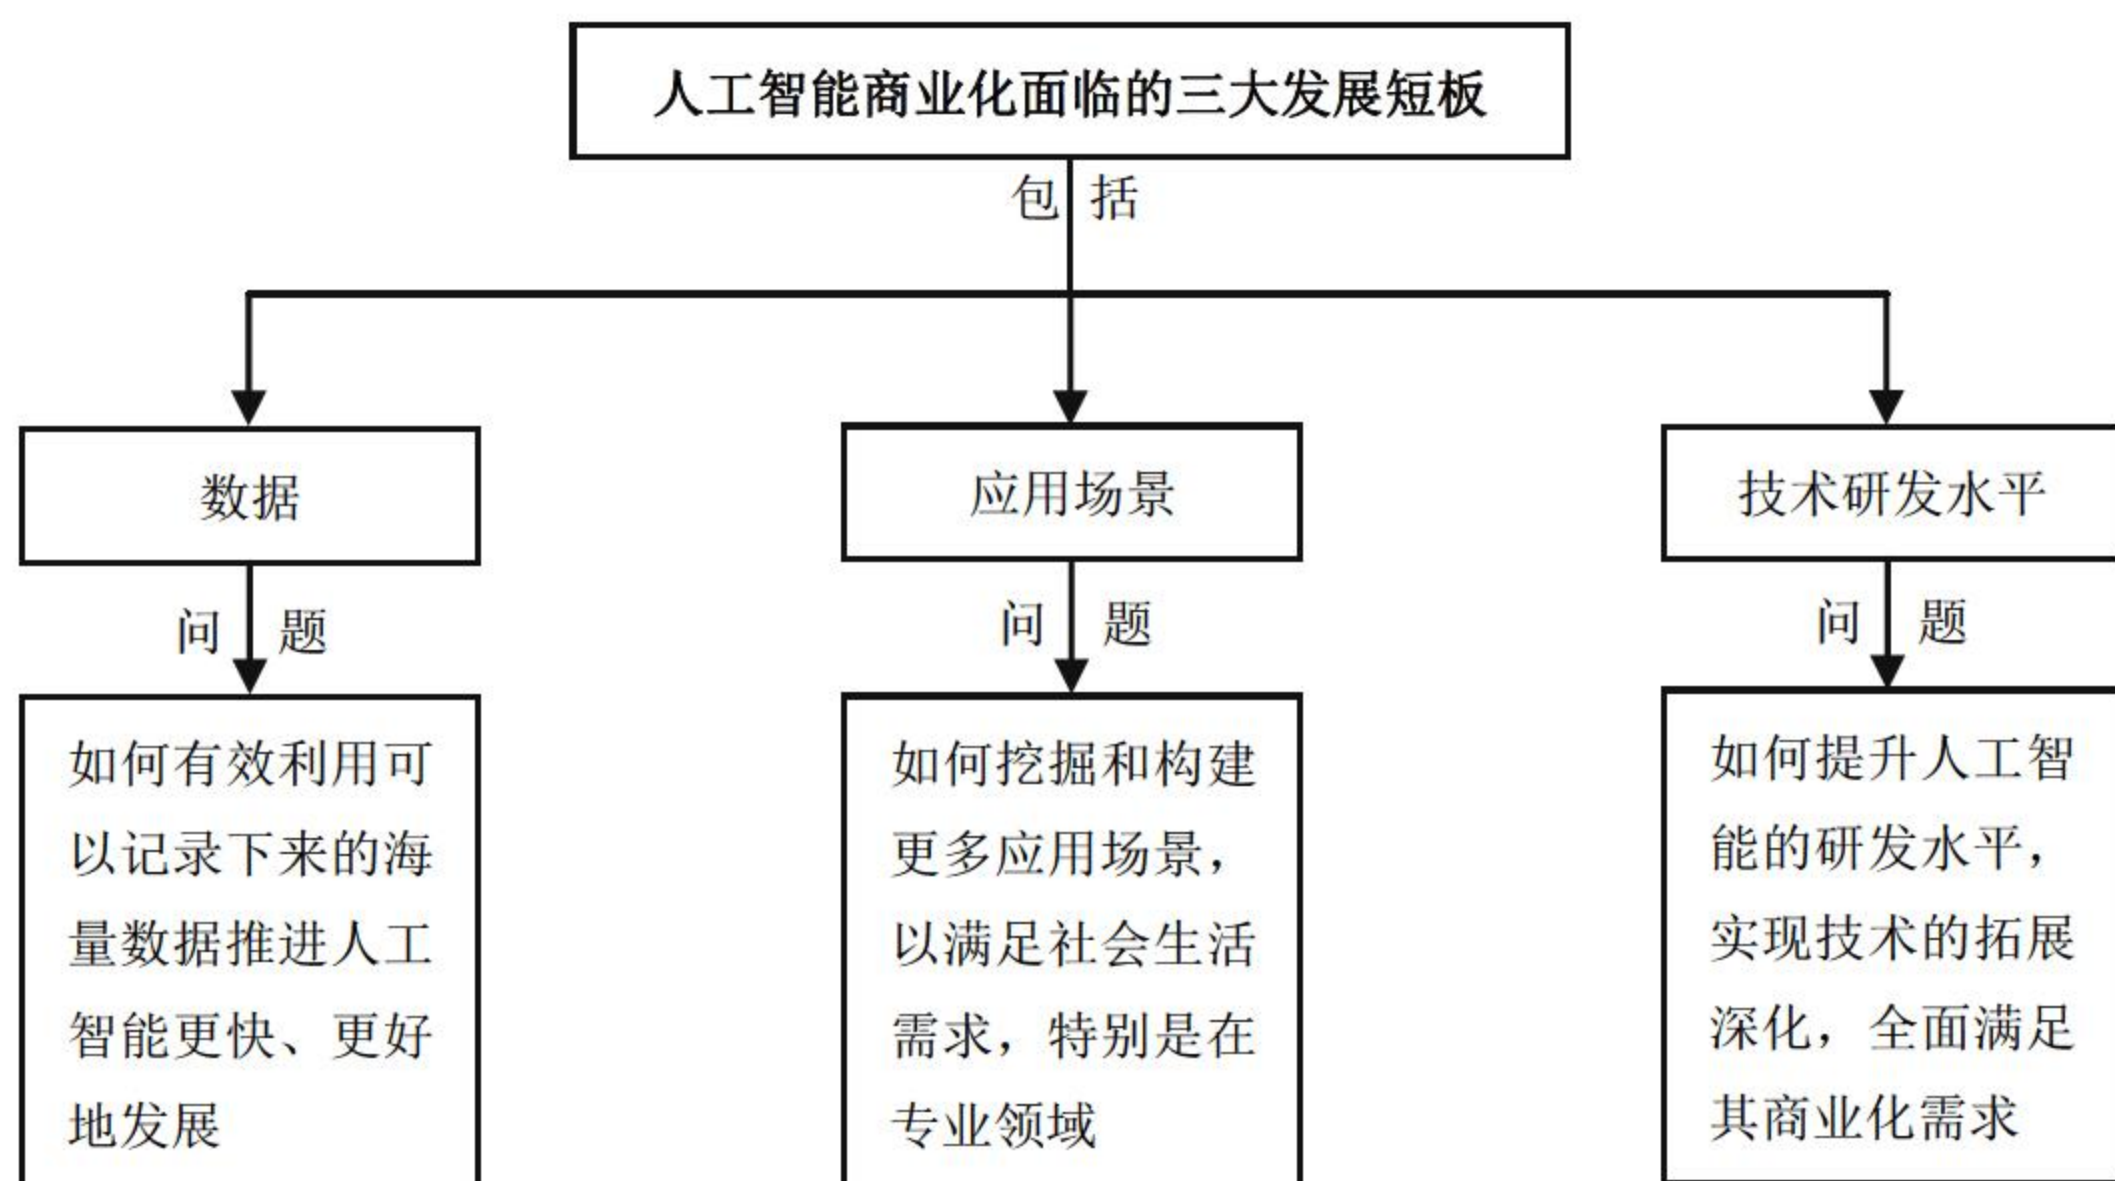 人工智能商业化面临的三大发展短板
包括
数据
应用场景
技术研发水平
问题
问题
问题
如何有效利用可
以记录下来的海
量数据推进人工
智能更快、更好
地发展
如何挖掘和构建
更多应用场景，
以满足社会生活
需求，特别是在
专业领域
如何提升人工智
能的研发水平，
实现技术的拓展
深化，全面满足
其商业化需求